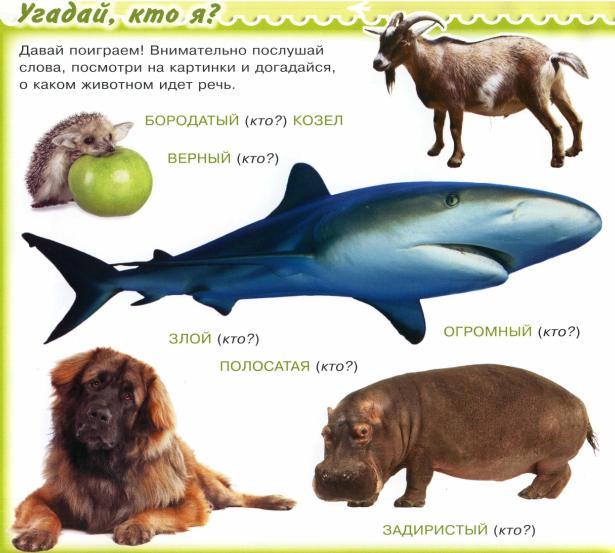 Угадай, кто я?
Давай поиграем! Внимательно послушай
слова, посмотри на картинки и догадайся,
о каком животном идет речь.
БОРОДАТЫЙ (кто?) КОЗЕЛ
ВЕРНЫЙ (кто?)
ЗЛОЙ (кто?)
ОГРОМНЫЙ (кто?)
ПОЛОСАТАЯ (кто?)
ЗАДИРИСТЫЙ (кто?)